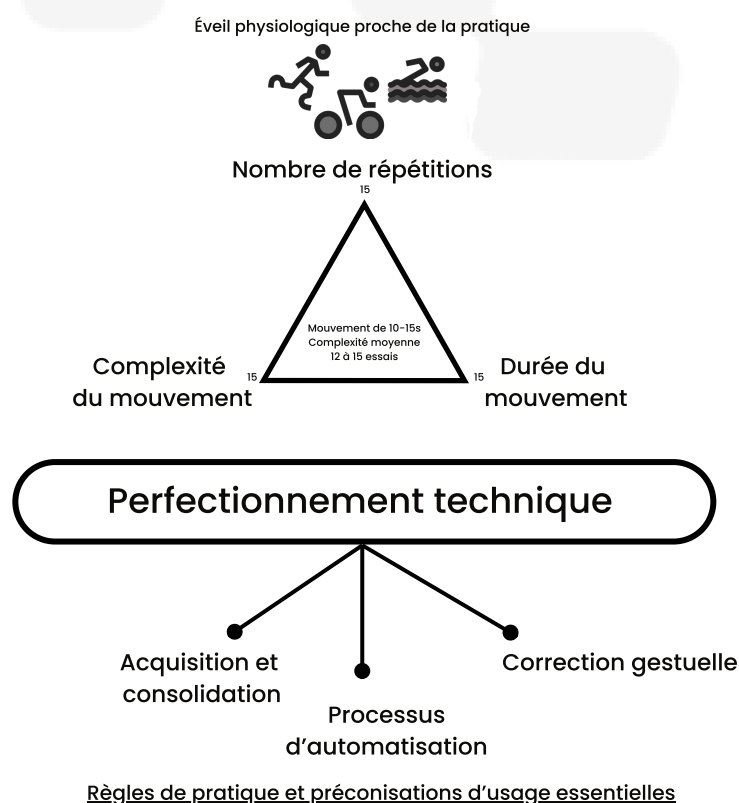 Éveil physiologique proche de la pratique
Nombre de répétitions
15
Mouvement de 10-15s
Complexité moyenne
12 à 15 essais
Complexité
du mouvement
15
15
Durée du
mouvement
Perfectionnement technique
Acquisition et
consolidation
Processus
d'automatisation
Correction gestuelle
Règles de pratique et préconisations d'usage essentielles